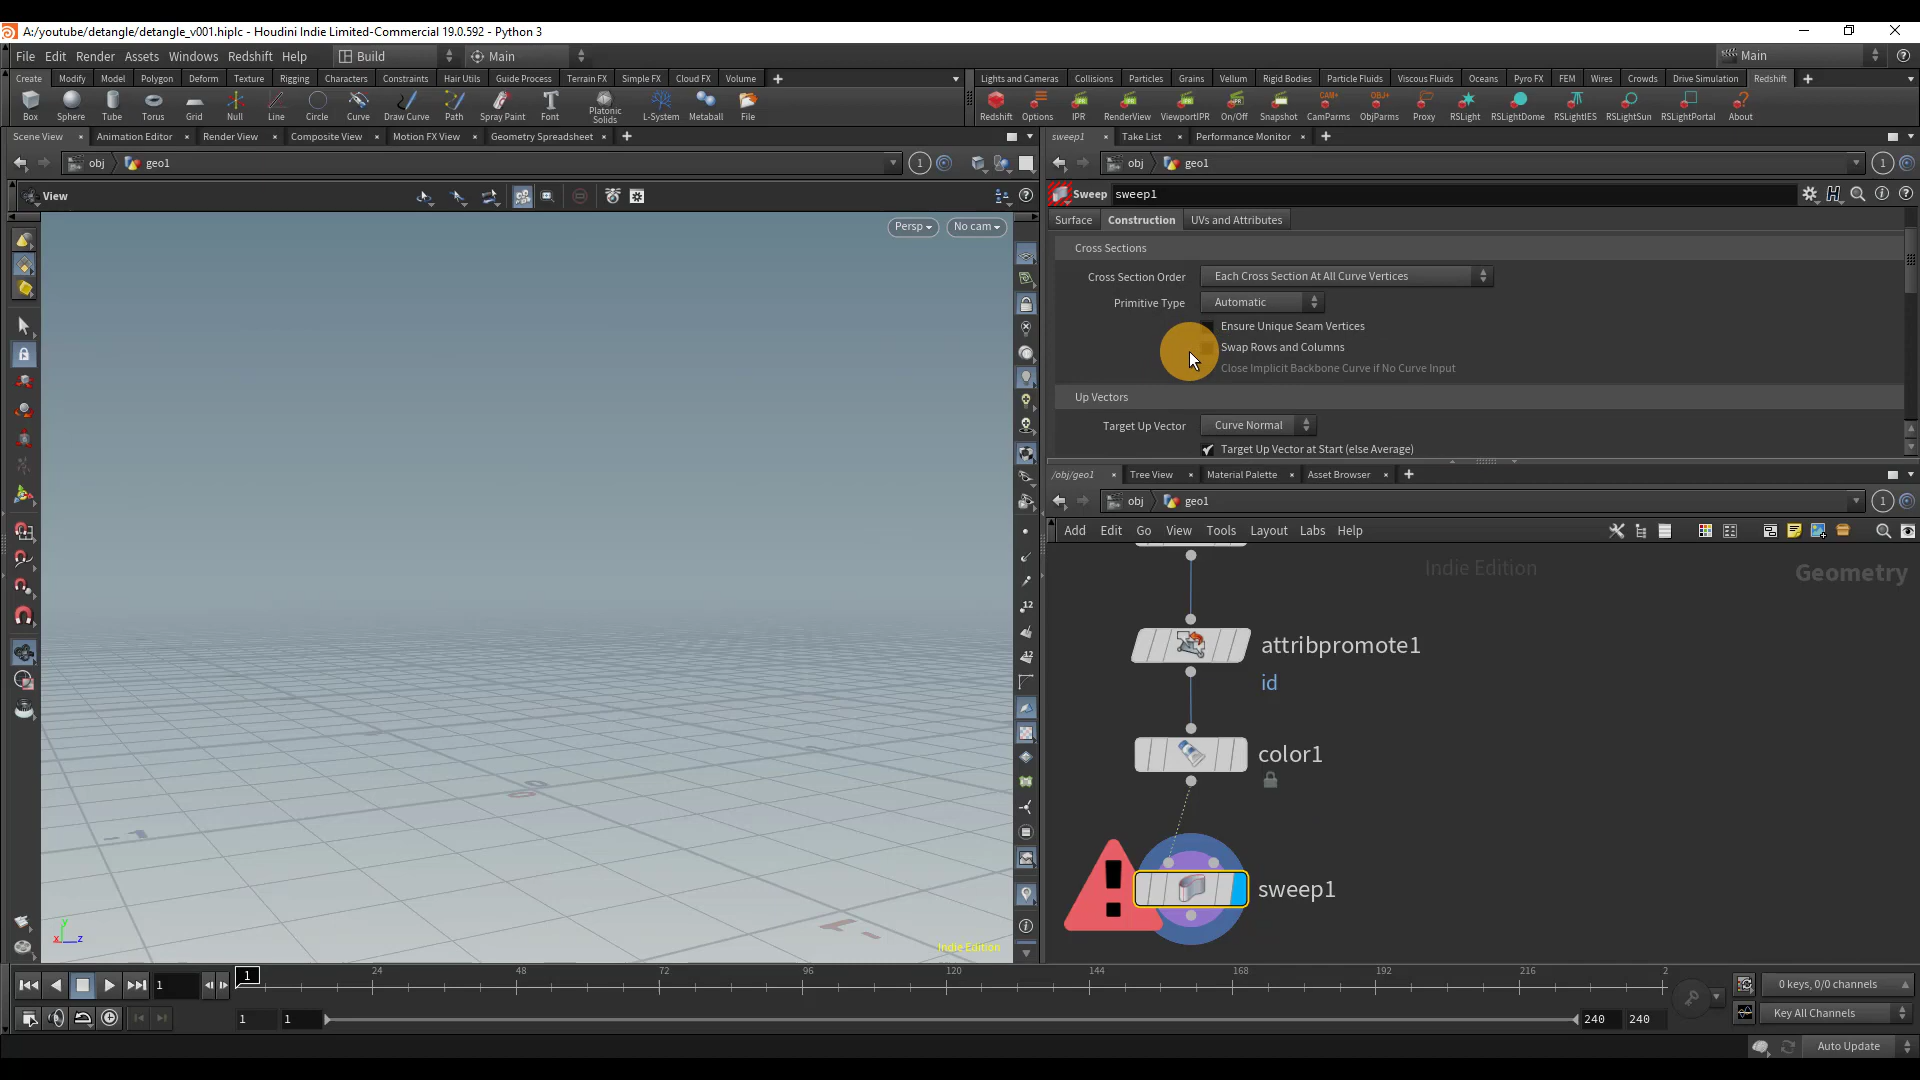 A:/youtube/detangle/detangle_v001.hiplc - Houdini Indie Limited-Commercial 19.0.592 - Python 3
File Edit Render Assets Windows Redshift Help Build Main Main
Create Modify Model Polygon Deform Texture Rigging Characters Constraints Hair Utils Guide Process Terrain FX Simple FX Cloud FX Volume
Lights and Cameras Collisions Particles Grains Vellum Rigid Bodies Particle Fluids Viscous Fluids Oceans Pyro FX FEM Wires Crowds Drive Simulation Redshift
Box Sphere Tube Torus Grid Null Line Circle Curve Draw Curve Path Spray Paint Font Platonic Solids L-System Metaball File
Redshift Options IPR RenderView ViewportIPR On/Off Snapshot CamParms ObjParms Proxy RSLight RSLightDome RSLightIES RSLightSun RSLightPortal About
Scene View Animation Editor Render View Composite View Motion FX View Geometry Spreadsheet
sweep1 Take List Performance Monitor
obj geo1 1
obj geo1 1
View
Sweep sweep1
Persp No cam
Surface Construction UVs and Attributes
Cross Sections
Cross Section Order Each Cross Section At All Curve Vertices
Primitive Type Automatic
Ensure Unique Seam Vertices
Swap Rows and Columns
Close Implicit Backbone Curve if No Curve Input
Up Vectors
Target Up Vector Curve Normal
Target Up Vector at Start (else Average)
/obj/geo1 Tree View Material Palette Asset Browser
obj geo1 1
Add Edit Go View Tools Layout Labs Help
Indie Edition
Geometry
attribpromote1
id
color1
sweep1
Indie Edition
1 1 24 48 72 96 120 144 168 192 216 2
0 keys, 0/0 channels
1 1 240 240
Key All Channels
Auto Update